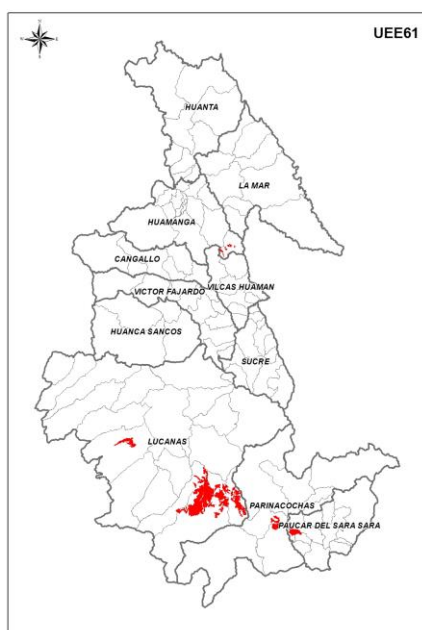 UEE61
HUANTA
LA MAR
HUAMANGA
CANGALLO
VILCAS HUAMAN
VICTOR FAJARDO
HUANCA SANCOS
SUCRE
LUCANAS
PARINACOCHAS
PAUCAR DEL SARA SARA